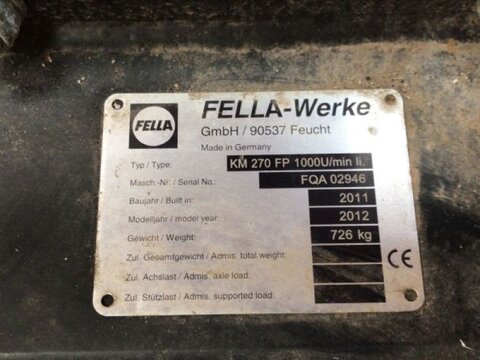 FELLA
FELLA-Werke
GmbH / 90537 Feucht
Made in Germany
Typ / Type: KM 270 FP 1000U/min li.
Masch.-Nr. / Serial No.: FQA 02946
Baujahr / Built in: 2011
Modelljahr / model year: 2012
Gewicht / Weight: 726 kg
Zul. Gesamtgewicht / Admis. total weight:
Zul. Achslast / Admis. axle load:
Zul. Stützlast / Admis. supported load:
CE